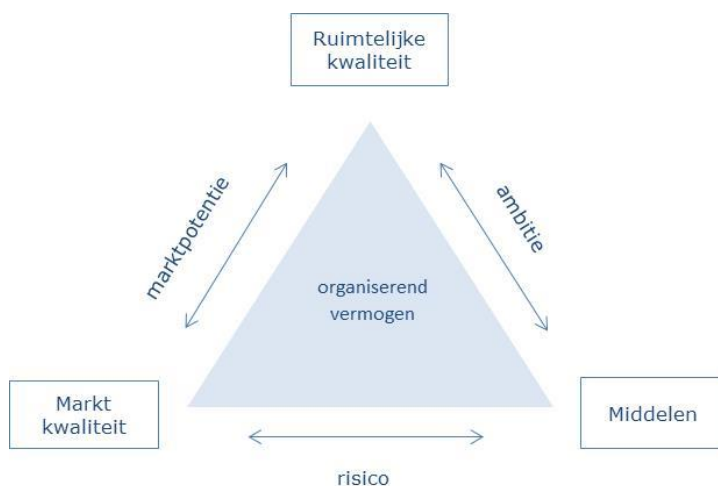 Ruimtelijke
kwaliteit
marktpotentie
ambitie
organiserend
vermogen
Markt
kwaliteit
Middelen
risico